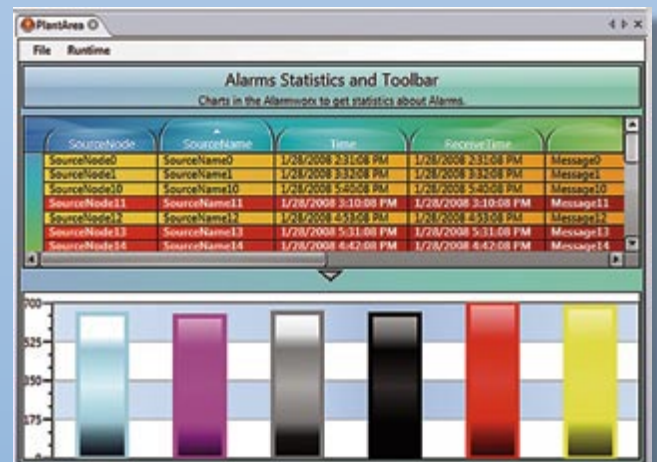 PlantArea
File Runtime
Alarms Statistics and Toolbar
Charts in the Alarmworx to get statistics about Alarms.
SourceNode SourceName Time ReceiveTime
SourceNode0 SourceName0 1/28/2008 2:31:08 PM 1/28/2008 2:31:08 PM Message0
SourceNode1 SourceName1 1/28/2008 3:32:08 PM 1/28/2008 3:32:08 PM Message1
SourceNode10 SourceName10 1/28/2008 5:40:08 PM 1/28/2008 5:40:08 PM Message10
SourceNode11 SourceName11 1/28/2008 3:10:08 PM 1/28/2008 3:10:08 PM Message11
SourceNode12 SourceName12 1/28/2008 4:53:08 PM 1/28/2008 4:53:08 PM Message12
SourceNode13 SourceName13 1/28/2008 5:31:08 PM 1/28/2008 5:31:08 PM Message13
SourceNode14 SourceName14 1/28/2008 4:42:08 PM 1/28/2008 4:42:08 PM Message14
700
525
350
175